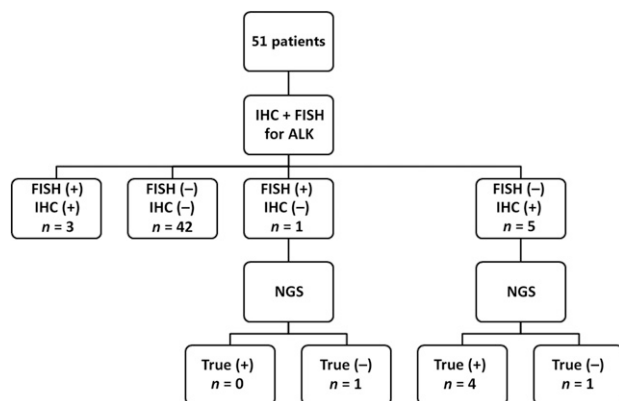 51 patients
IHC + FISH
for ALK
FISH (+)
IHC (+)
n = 3
FISH (–)
IHC (–)
n = 42
FISH (+)
IHC (–)
n = 1
FISH (–)
IHC (+)
n = 5
NGS
NGS
True (+)
n = 0
True (–)
n = 1
True (+)
n = 4
True (–)
n = 1